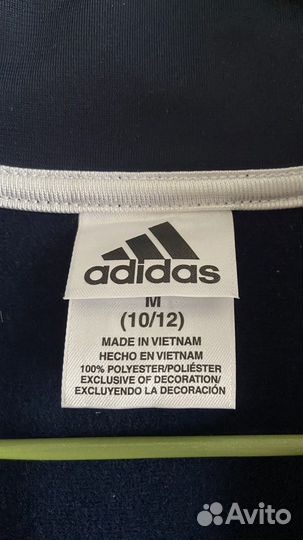 adidas
M
(10/12)
MADE IN VIETNAM
HECHO EN VIETNAM
100% POLYESTER/POLIÉSTER
EXCLUSIVE OF DECORATION/
EXCLUYENDO LA DECORACIÓN
Avito